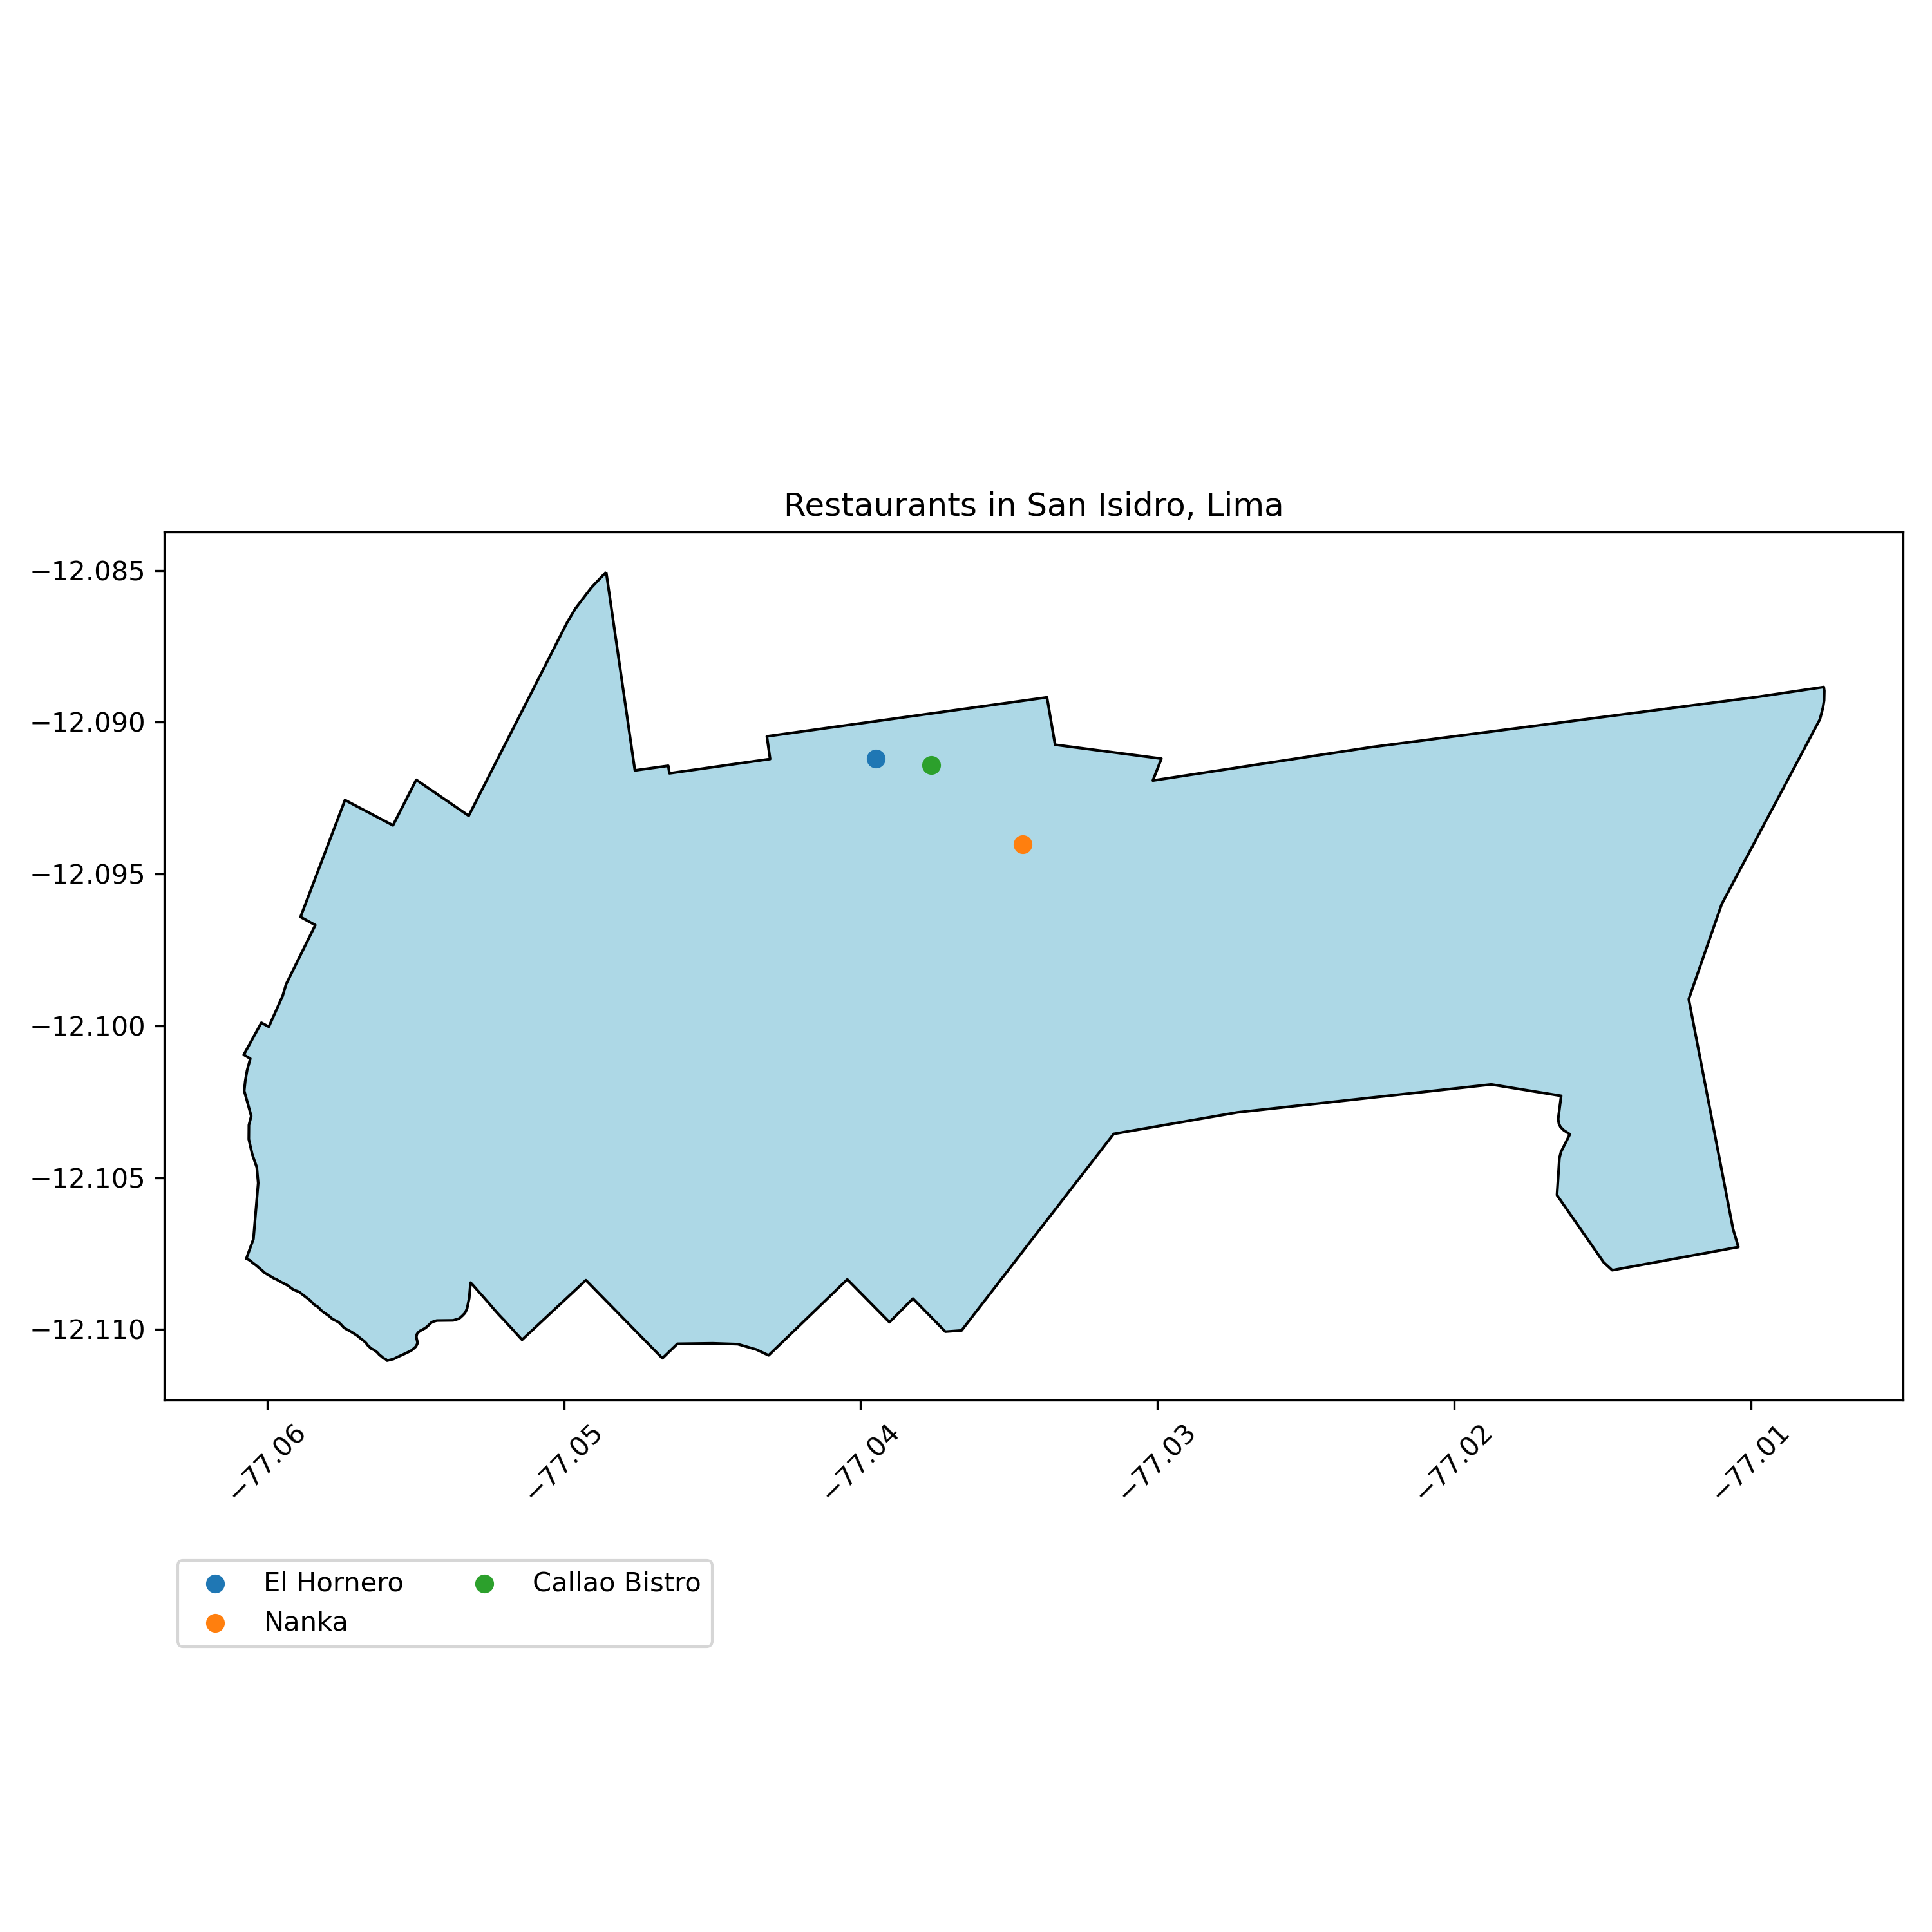 Restaurants in San Isidro, Lima
−12.085
−12.090
−12.095
−12.100
−12.105
−12.110
−77.06 −77.05 −77.04 −77.03 −77.02 −77.01
El Hornero Callao Bistro
Nanka